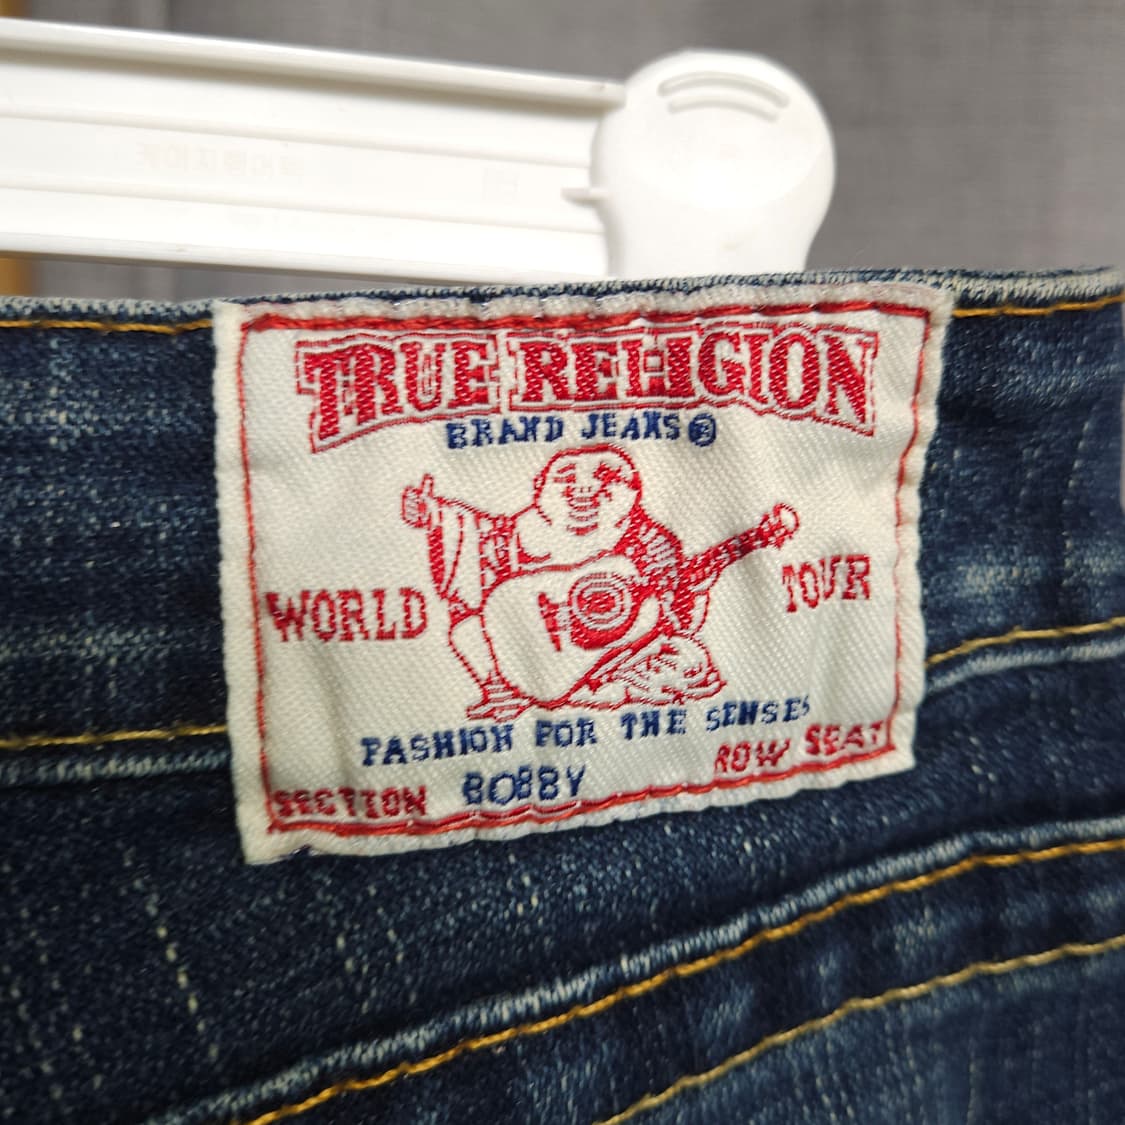 TRUE RELIGION
BRAND JEANS®
WORLD TOUR
FASHION FOR THE SENSES
SECTION BOBBY ROW SEAT